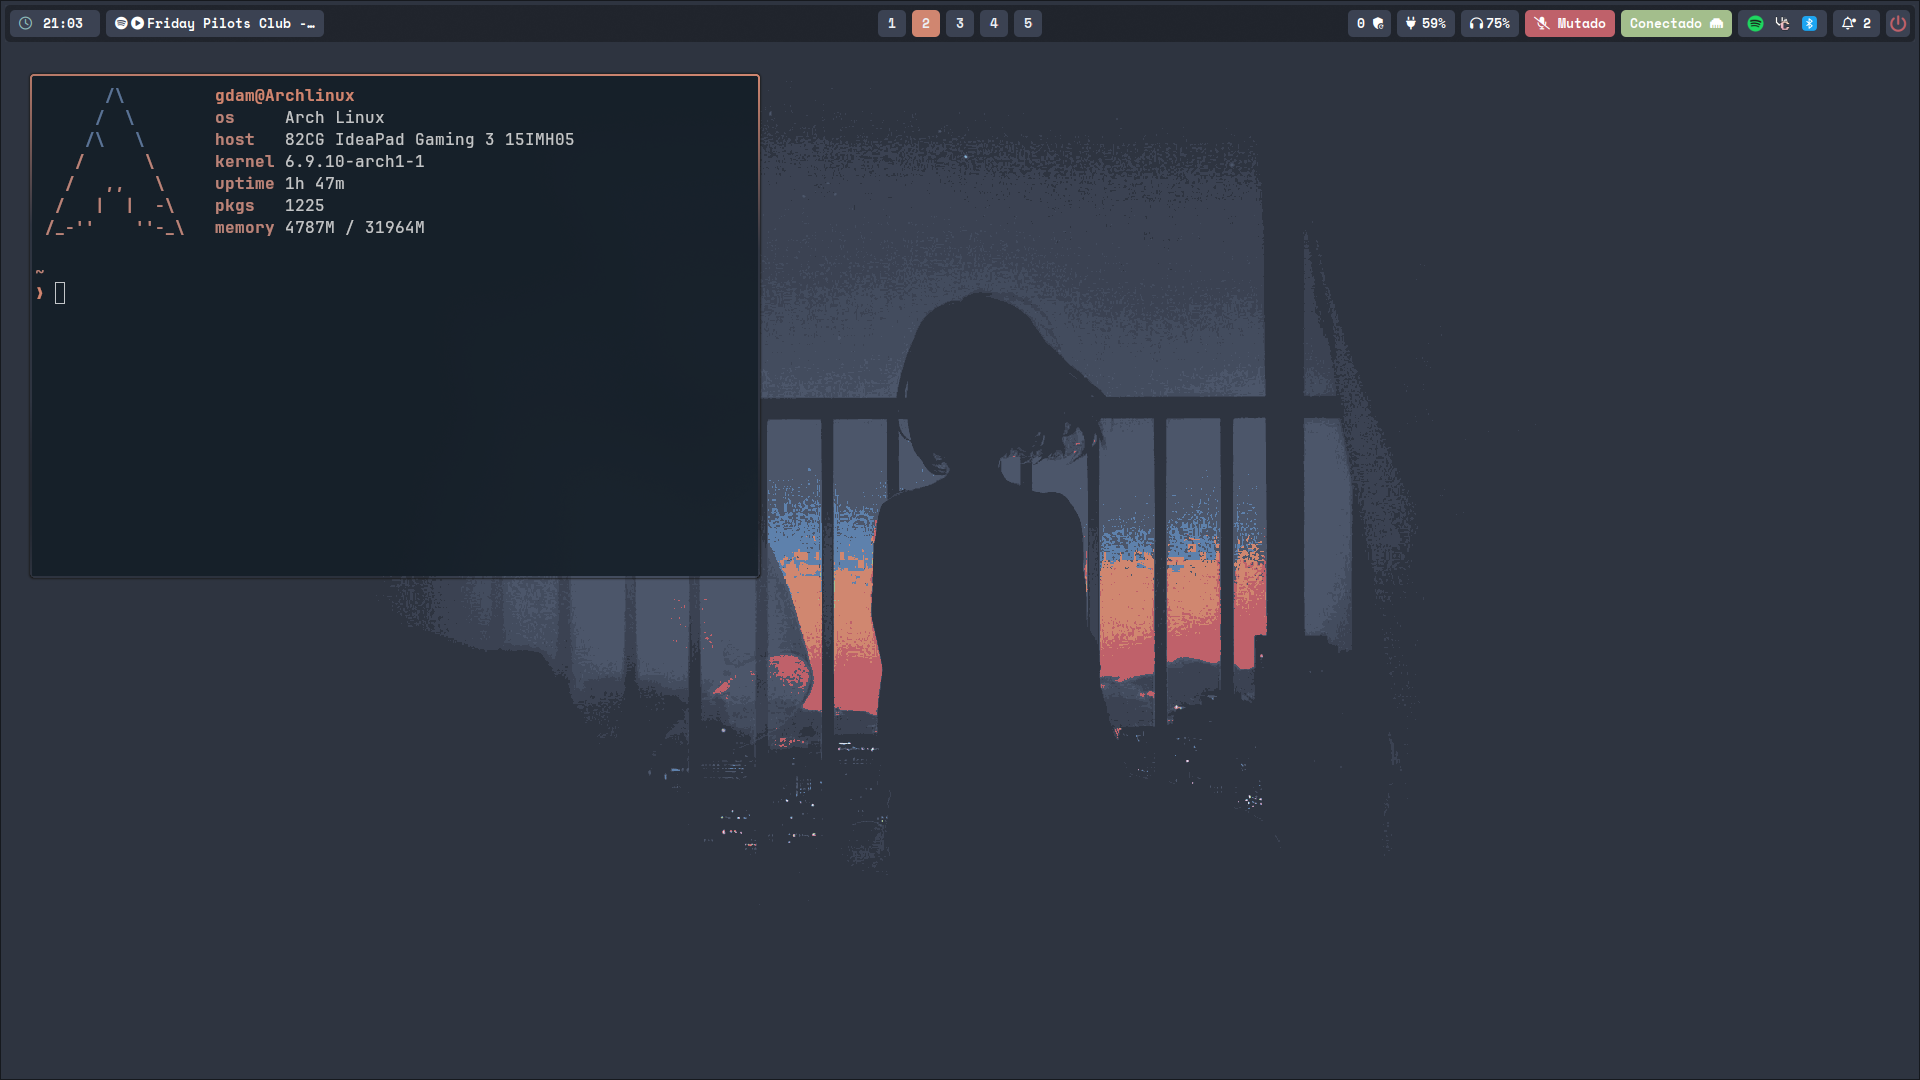 21:03
Friday Pilots Club -…
1 2 3 4 5
0 59% 75% Mutado Conectado 2
gdam@Archlinux
os Arch Linux
host 82CG IdeaPad Gaming 3 15IMH05
kernel 6.9.10-arch1-1
uptime 1h 47m
pkgs 1225
memory 4787M / 31964M
~
❯